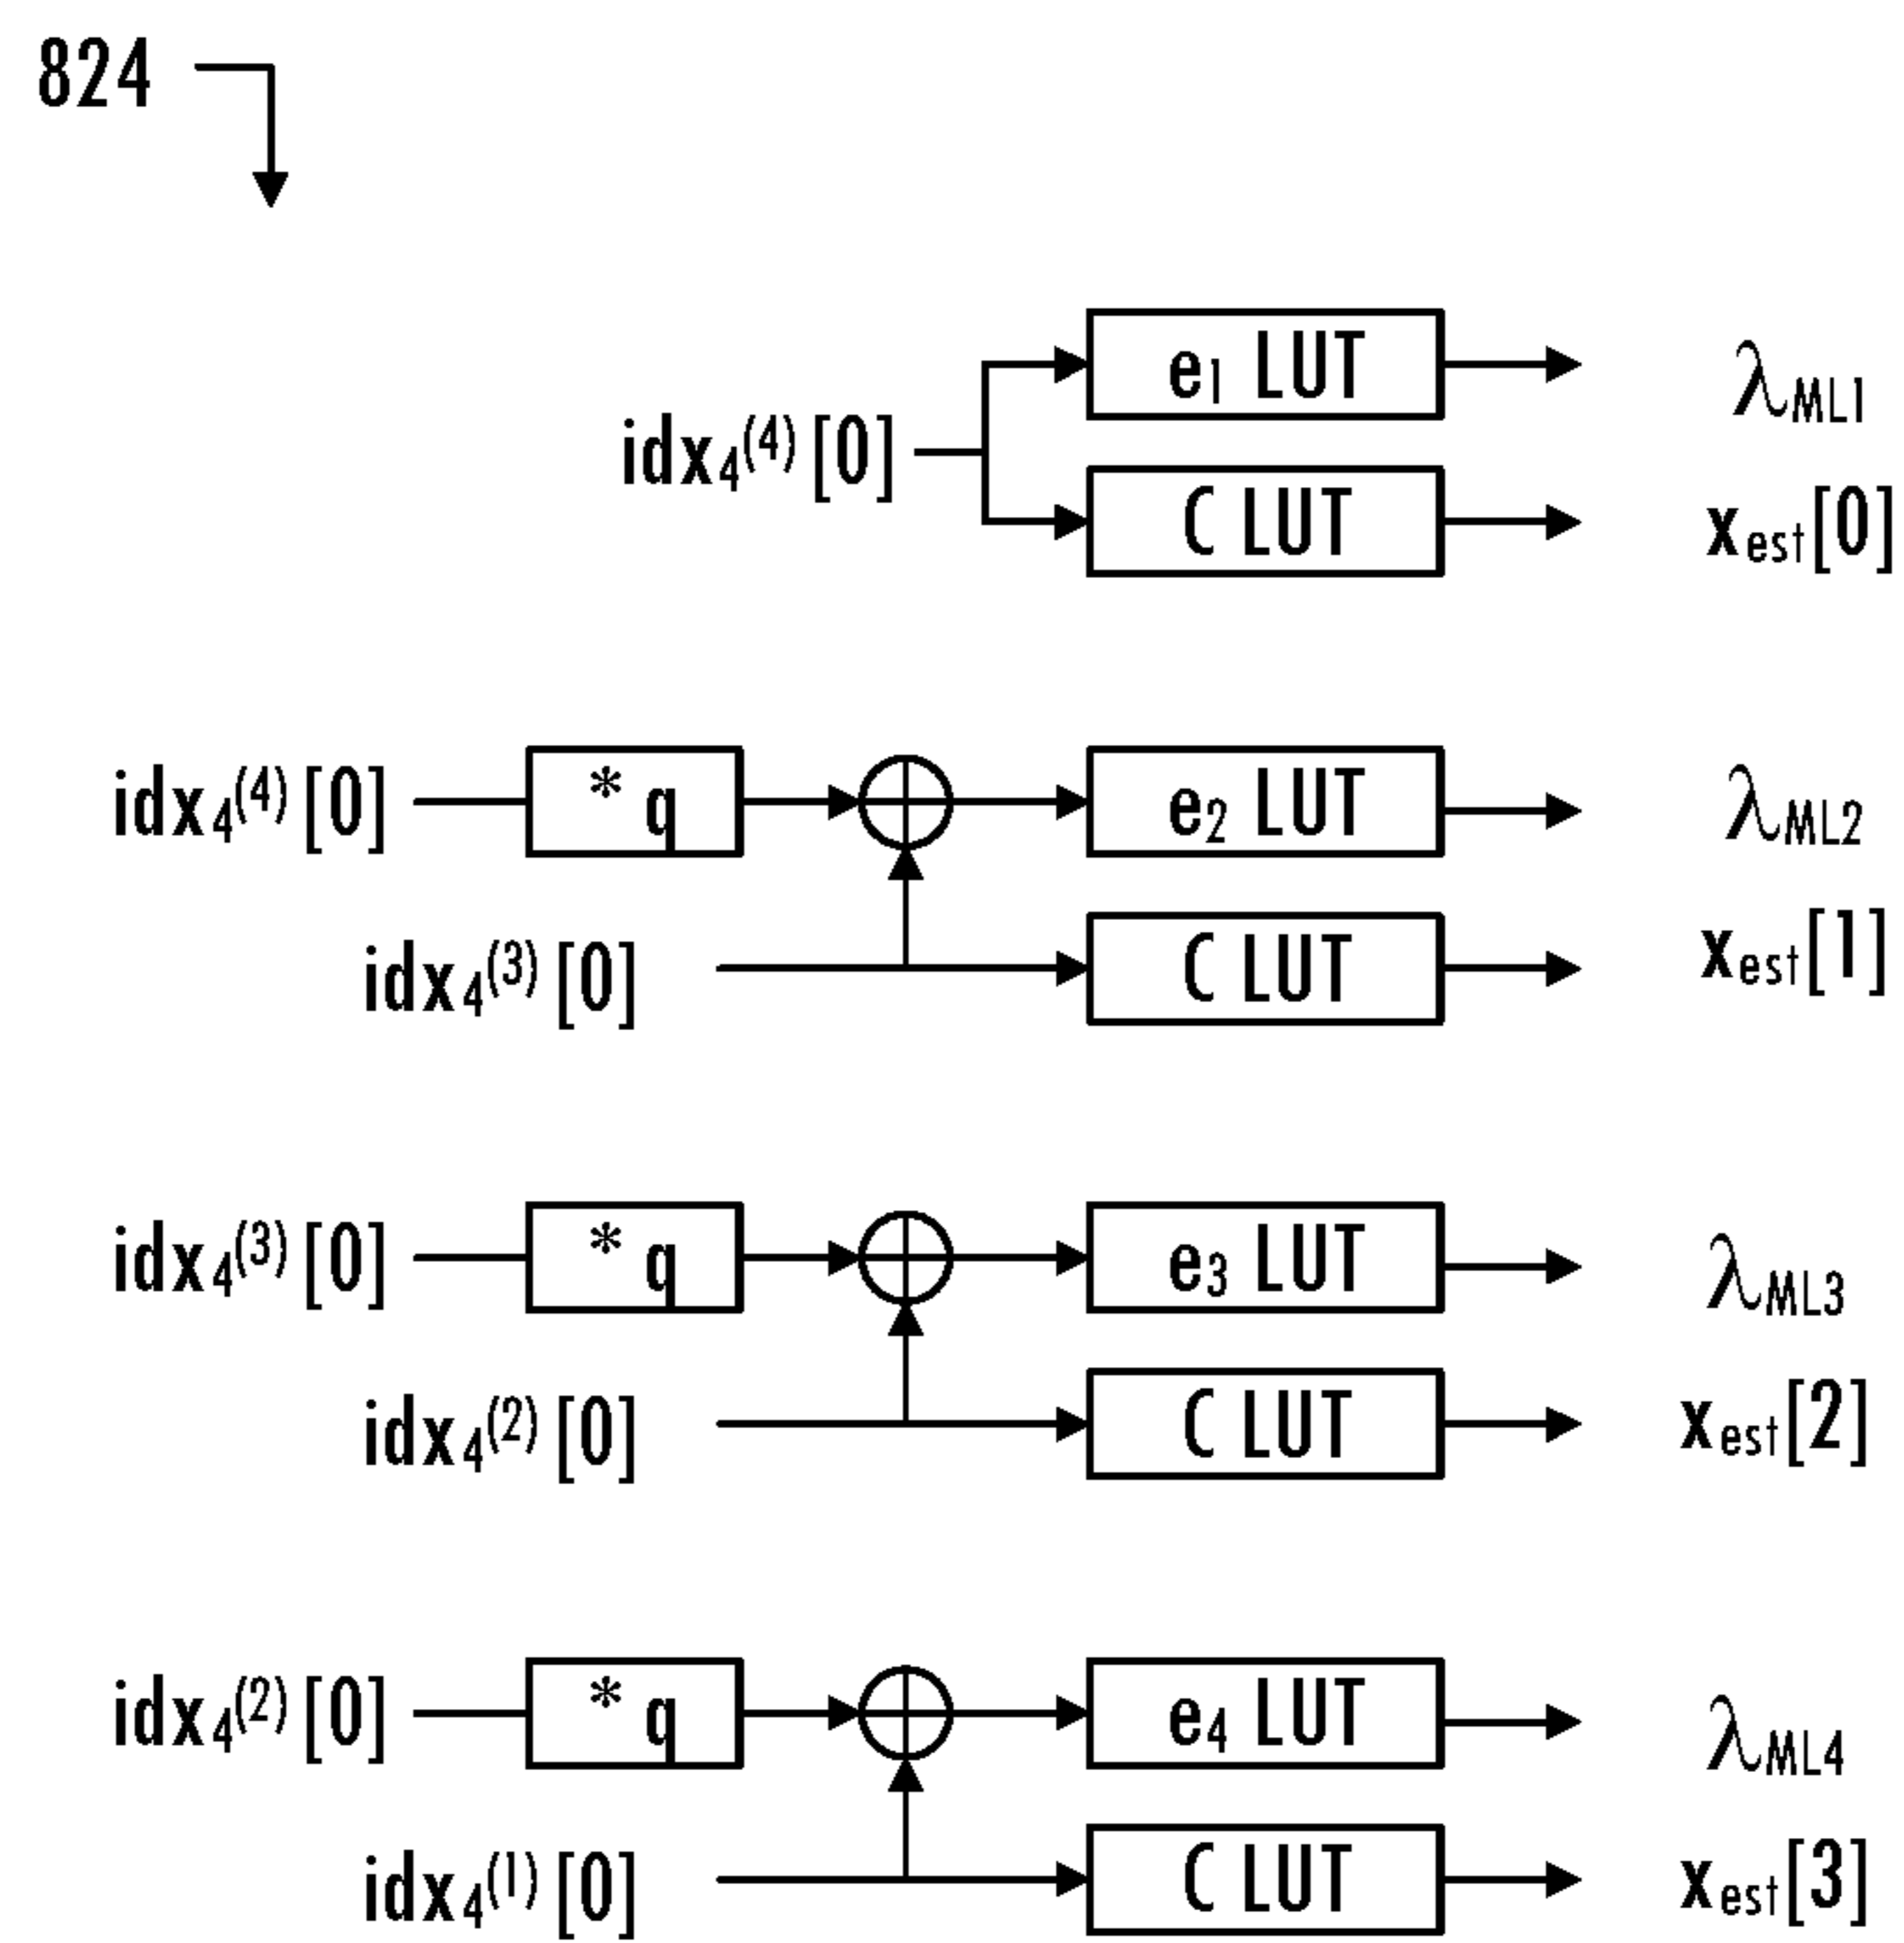 824
e₁ LUT
λML1
idx₄⁽⁴⁾[0]
C LUT
xest[0]
idx₄⁽⁴⁾[0]
* q
e₂ LUT
λML2
idx₄⁽³⁾[0]
C LUT
xest[1]
idx₄⁽³⁾[0]
* q
e₃ LUT
λML3
idx₄⁽²⁾[0]
C LUT
xest[2]
idx₄⁽²⁾[0]
* q
e₄ LUT
λML4
idx₄⁽¹⁾[0]
C LUT
xest[3]